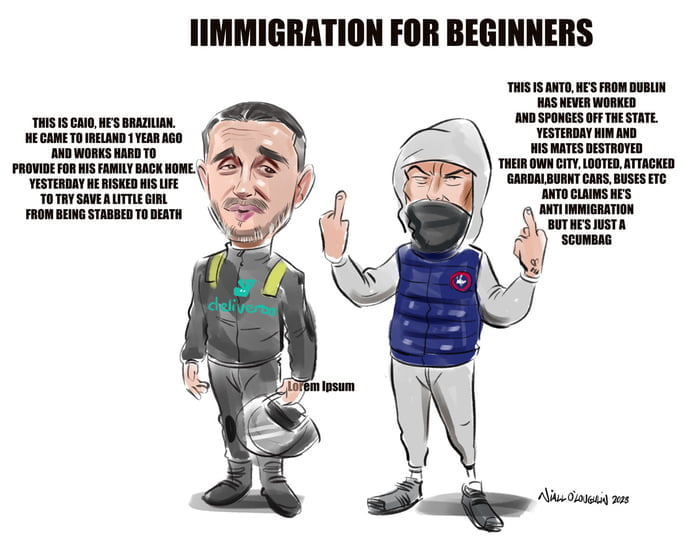 IIMMIGRATION FOR BEGINNERS
THIS IS CAIO, HE'S BRAZILIAN.
HE CAME TO IRELAND 1 YEAR AGO
AND WORKS HARD TO
PROVIDE FOR HIS FAMILY BACK HOME.
YESTERDAY HE RISKED HIS LIFE
TO TRY SAVE A LITTLE GIRL
FROM BEING STABBED TO DEATH
THIS IS ANTO, HE'S FROM DUBLIN
HAS NEVER WORKED
AND SPONGES OFF THE STATE.
YESTERDAY HIM AND
HIS MATES DESTROYED
THEIR OWN CITY, LOOTED, ATTACKED
GARDAI,BURNT CARS, BUSES ETC
ANTO CLAIMS HE'S
ANTI IMMIGRATION
BUT HE'S JUST A
SCUMBAG
Lorem Ipsum
NIALL O'LOUGHLIN 2023